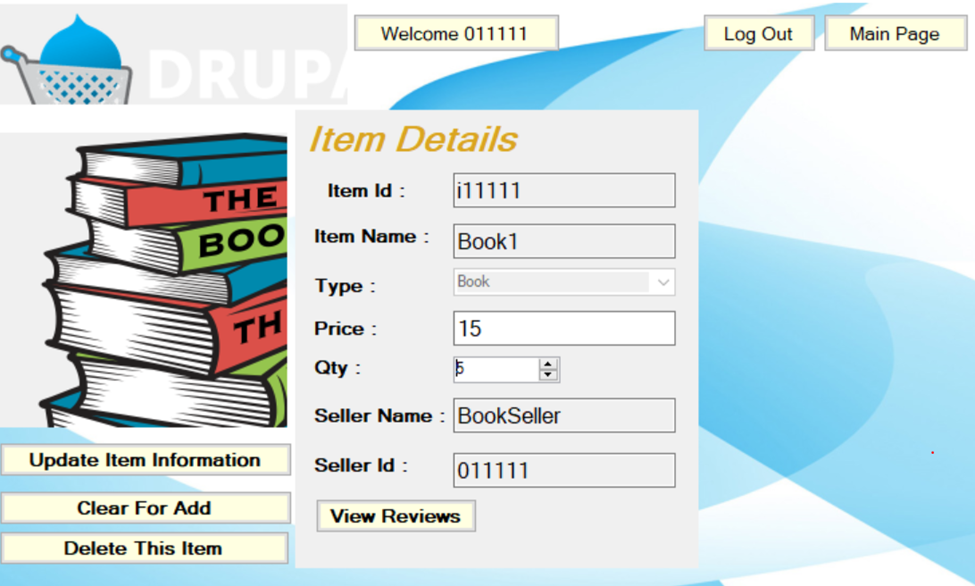 Welcome 011111
Log Out
Main Page
DRUPA
Item Details
Item Id :
i11111
Item Name :
Book1
Type :
Book
Price :
15
Qty :
5
Seller Name :
BookSeller
Seller Id :
011111
View Reviews
THE
BOO
TH
Update Item Information
Clear For Add
Delete This Item